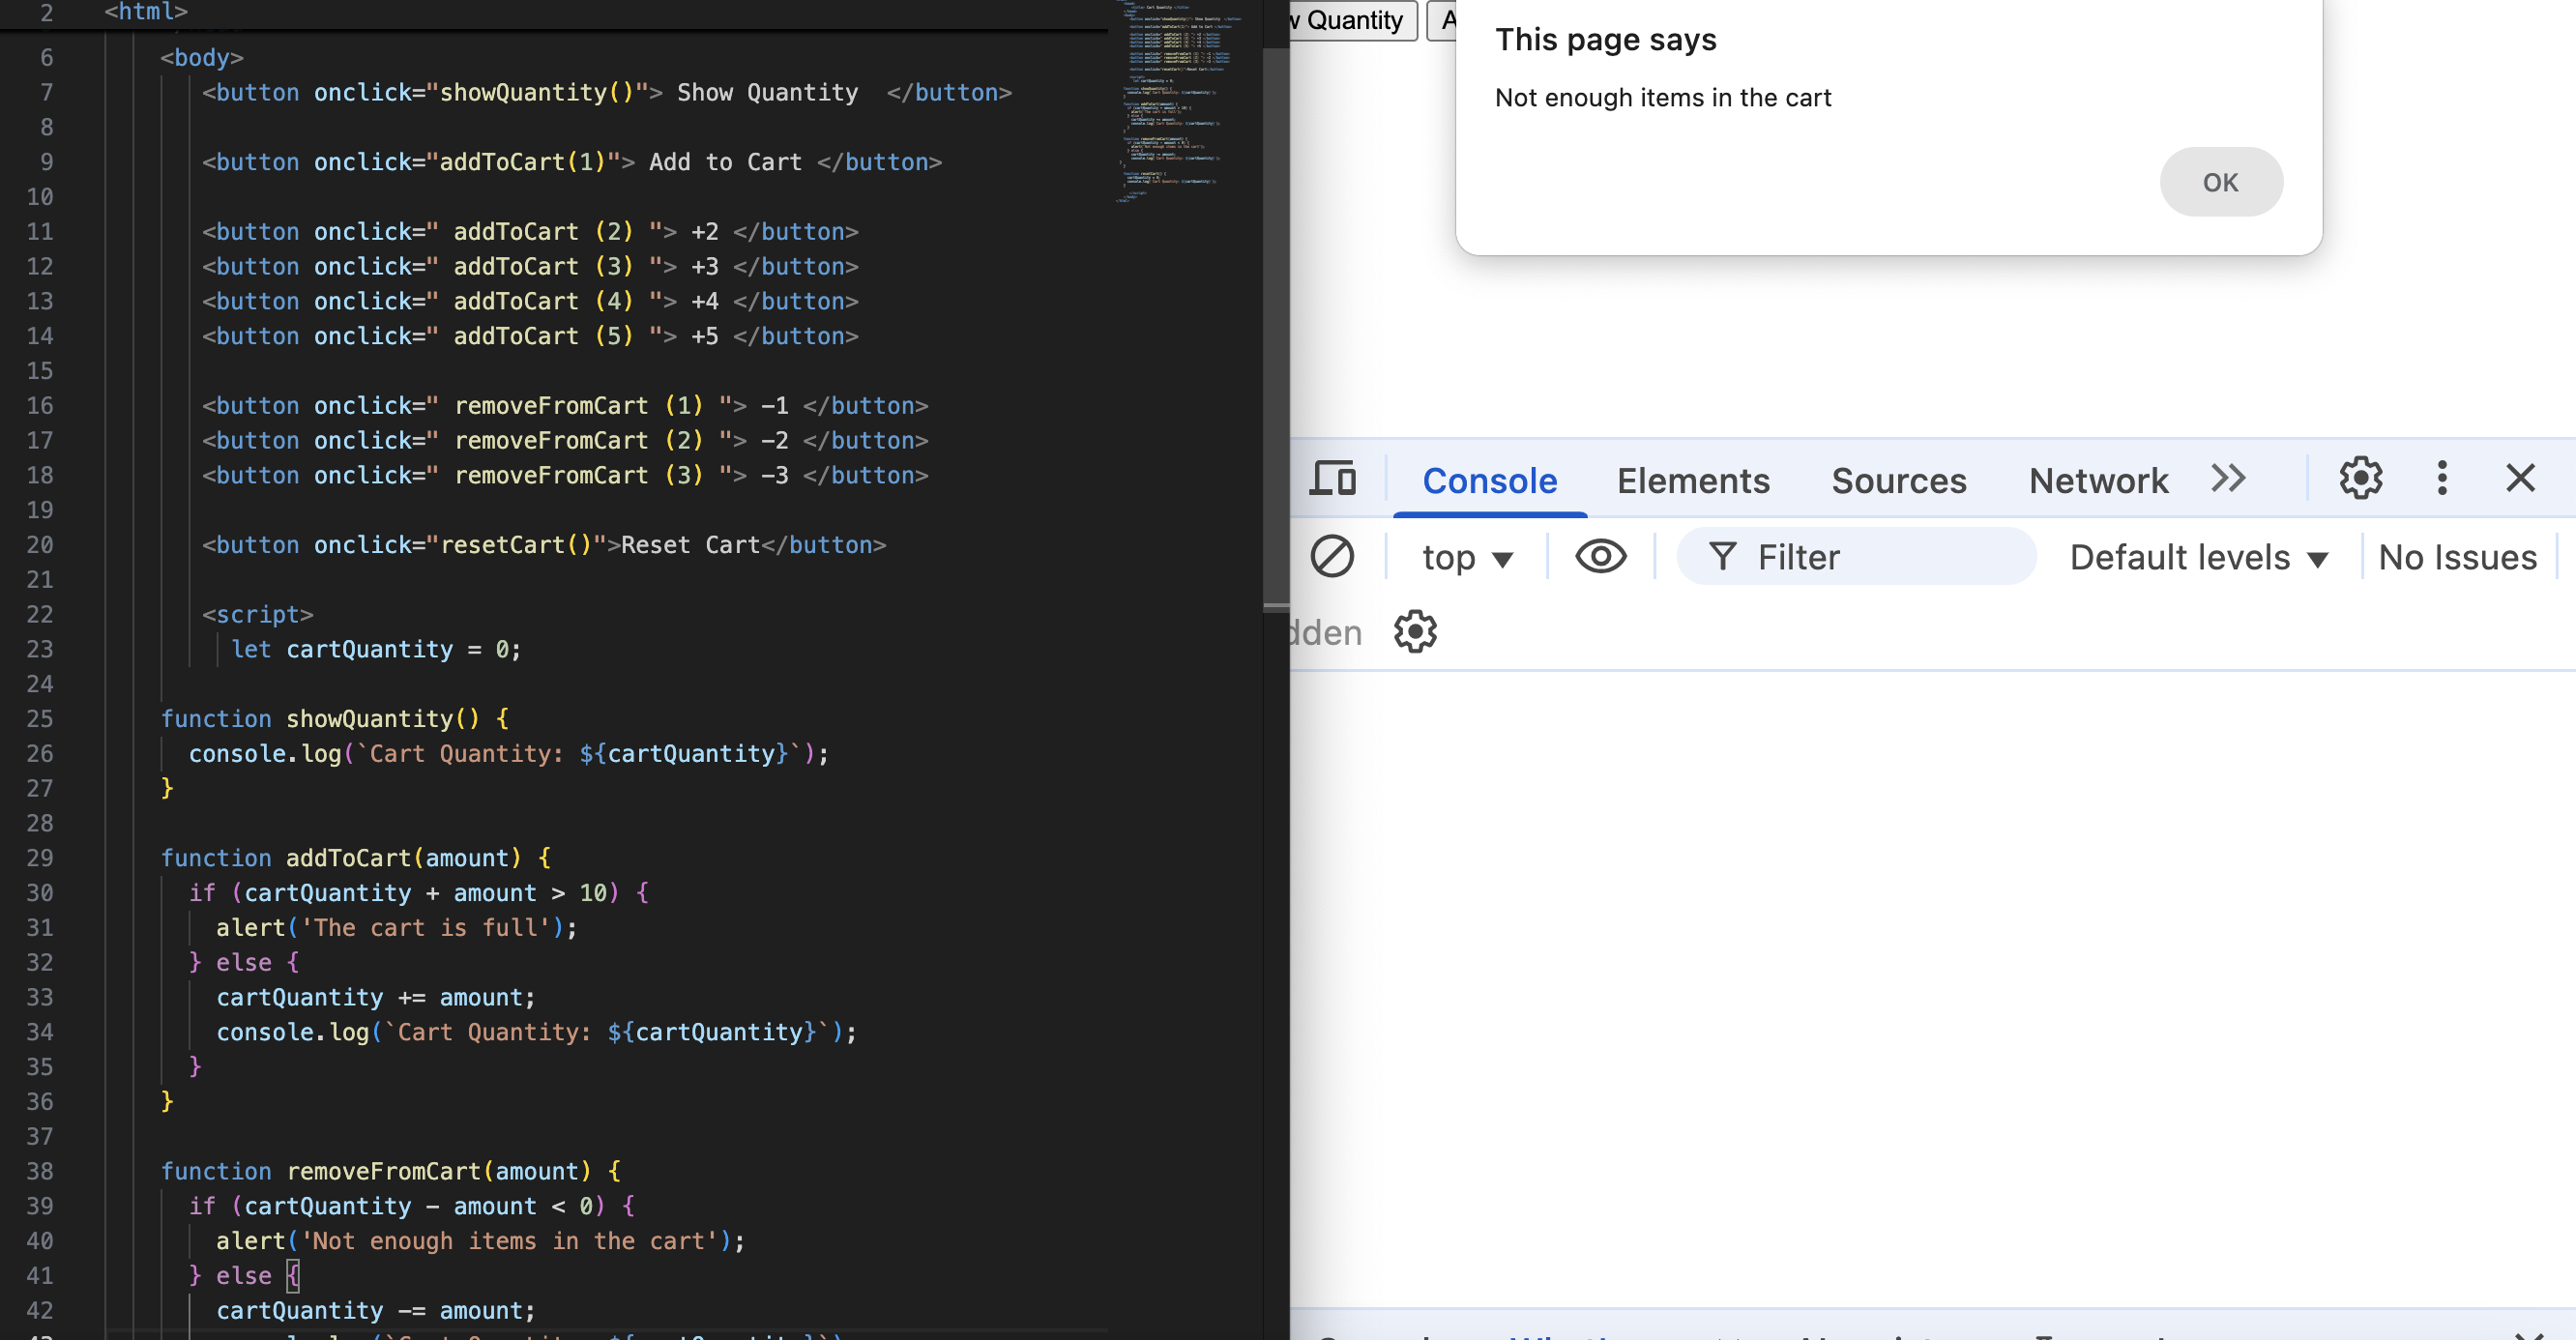 2 <html>
6 <body>
7 <button onclick="showQuantity()"> Show Quantity  </button>
8
9 <button onclick="addToCart(1)"> Add to Cart </button>
10
11 <button onclick=" addToCart (2) "> +2 </button>
12 <button onclick=" addToCart (3) "> +3 </button>
13 <button onclick=" addToCart (4) "> +4 </button>
14 <button onclick=" addToCart (5) "> +5 </button>
15
16 <button onclick=" removeFromCart (1) "> -1 </button>
17 <button onclick=" removeFromCart (2) "> -2 </button>
18 <button onclick=" removeFromCart (3) "> -3 </button>
19
20 <button onclick="resetCart()">Reset Cart</button>
21
22 <script>
23 let cartQuantity = 0;
24
25 function showQuantity() {
26 console.log(`Cart Quantity: ${cartQuantity}`);
27 }
28
29 function addToCart(amount) {
30 if (cartQuantity + amount > 10) {
31 alert('The cart is full');
32 } else {
33 cartQuantity += amount;
34 console.log(`Cart Quantity: ${cartQuantity}`);
35 }
36 }
37
38 function removeFromCart(amount) {
39 if (cartQuantity - amount < 0) {
40 alert('Not enough items in the cart');
41 } else {
42 cartQuantity -= amount;
w Quantity
This page says
Not enough items in the cart
OK
Console Elements Sources Network
top Filter Default levels No Issues
dden